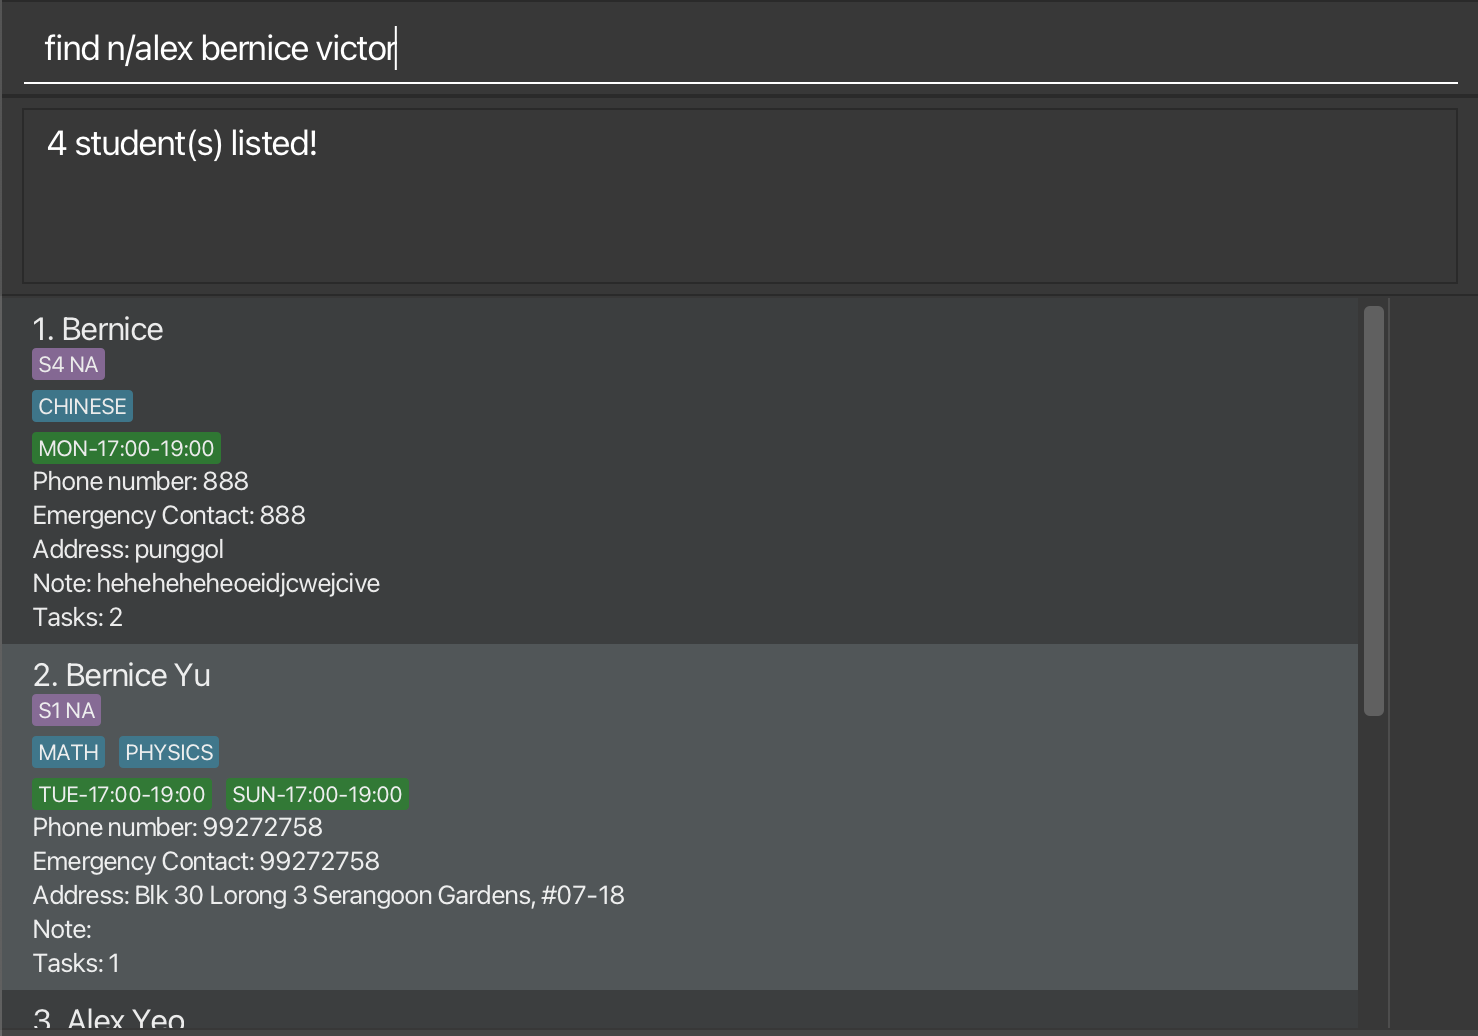 find n/alex bernice victor
4 student(s) listed!
1. Bernice
S4 NA
CHINESE
MON-17:00-19:00
Phone number: 888
Emergency Contact: 888
Address: punggol
Note: heheheheheoeidjcwejcive
Tasks: 2
2. Bernice Yu
S1 NA
MATH PHYSICS
TUE-17:00-19:00 SUN-17:00-19:00
Phone number: 99272758
Emergency Contact: 99272758
Address: Blk 30 Lorong 3 Serangoon Gardens, #07-18
Note:
Tasks: 1
3. Alex Yeo